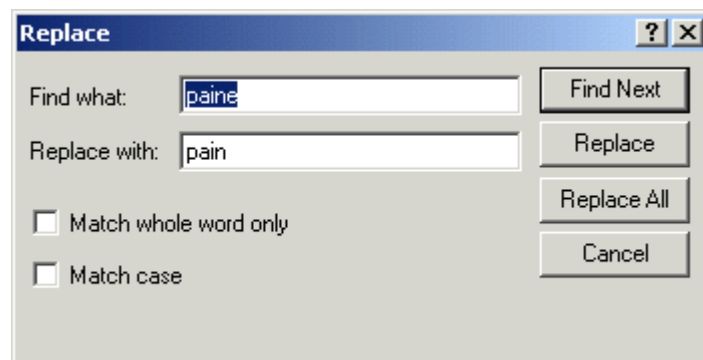 Replace
Find what: paine Find Next
Replace with: pain Replace
Replace All
Match whole word only
Cancel
Match case